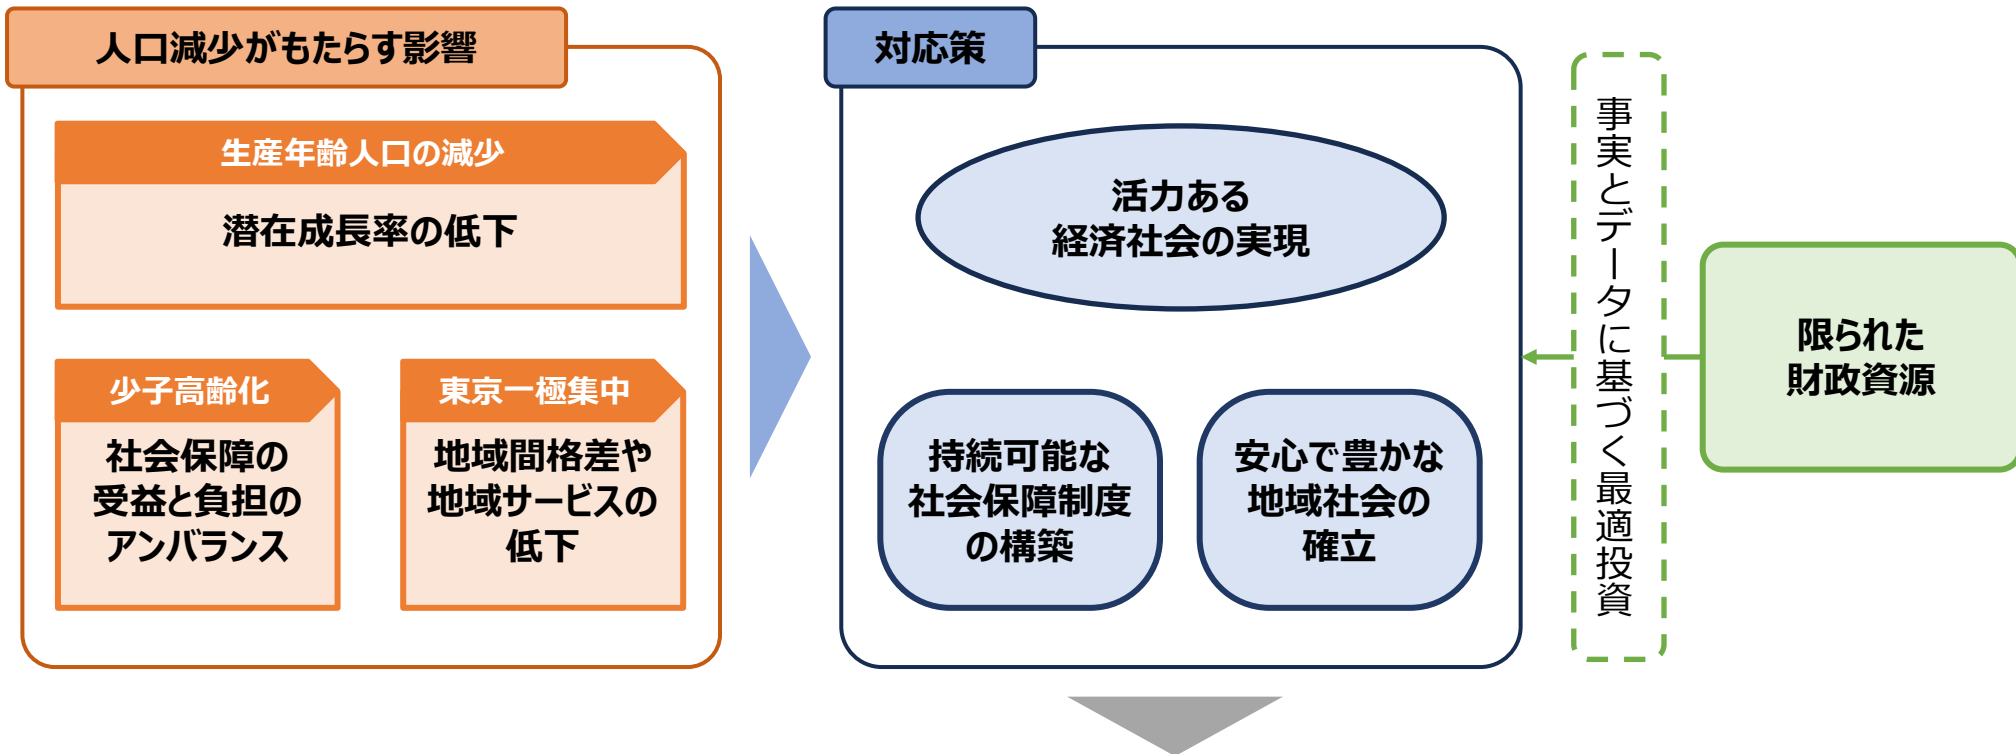 人口減少がもたらす影響
生産年齢人口の減少
潜在成長率の低下
少子高齢化
社会保障の
受益と負担の
アンバランス
東京一極集中
地域間格差や
地域サービスの
低下
対応策
活力ある
経済社会の実現
持続可能な
社会保障制度
の構築
安心で豊かな
地域社会の
確立
事実とデータに基づく最適投資
限られた
財政資源